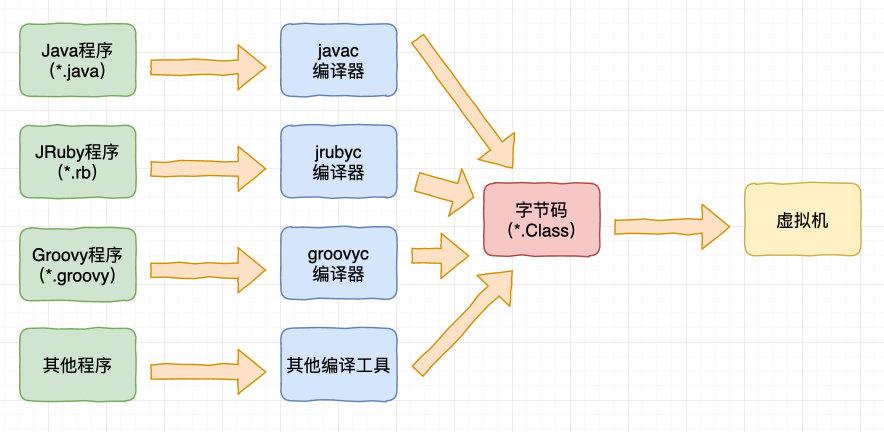 Java程序
（*.java）
javac
编译器
JRuby程序
（*.rb）
jrubyc
编译器
字节码
（*.Class）
虚拟机
Groovy程序
（*.groovy）
groovyc
编译器
其他程序
其他编译工具